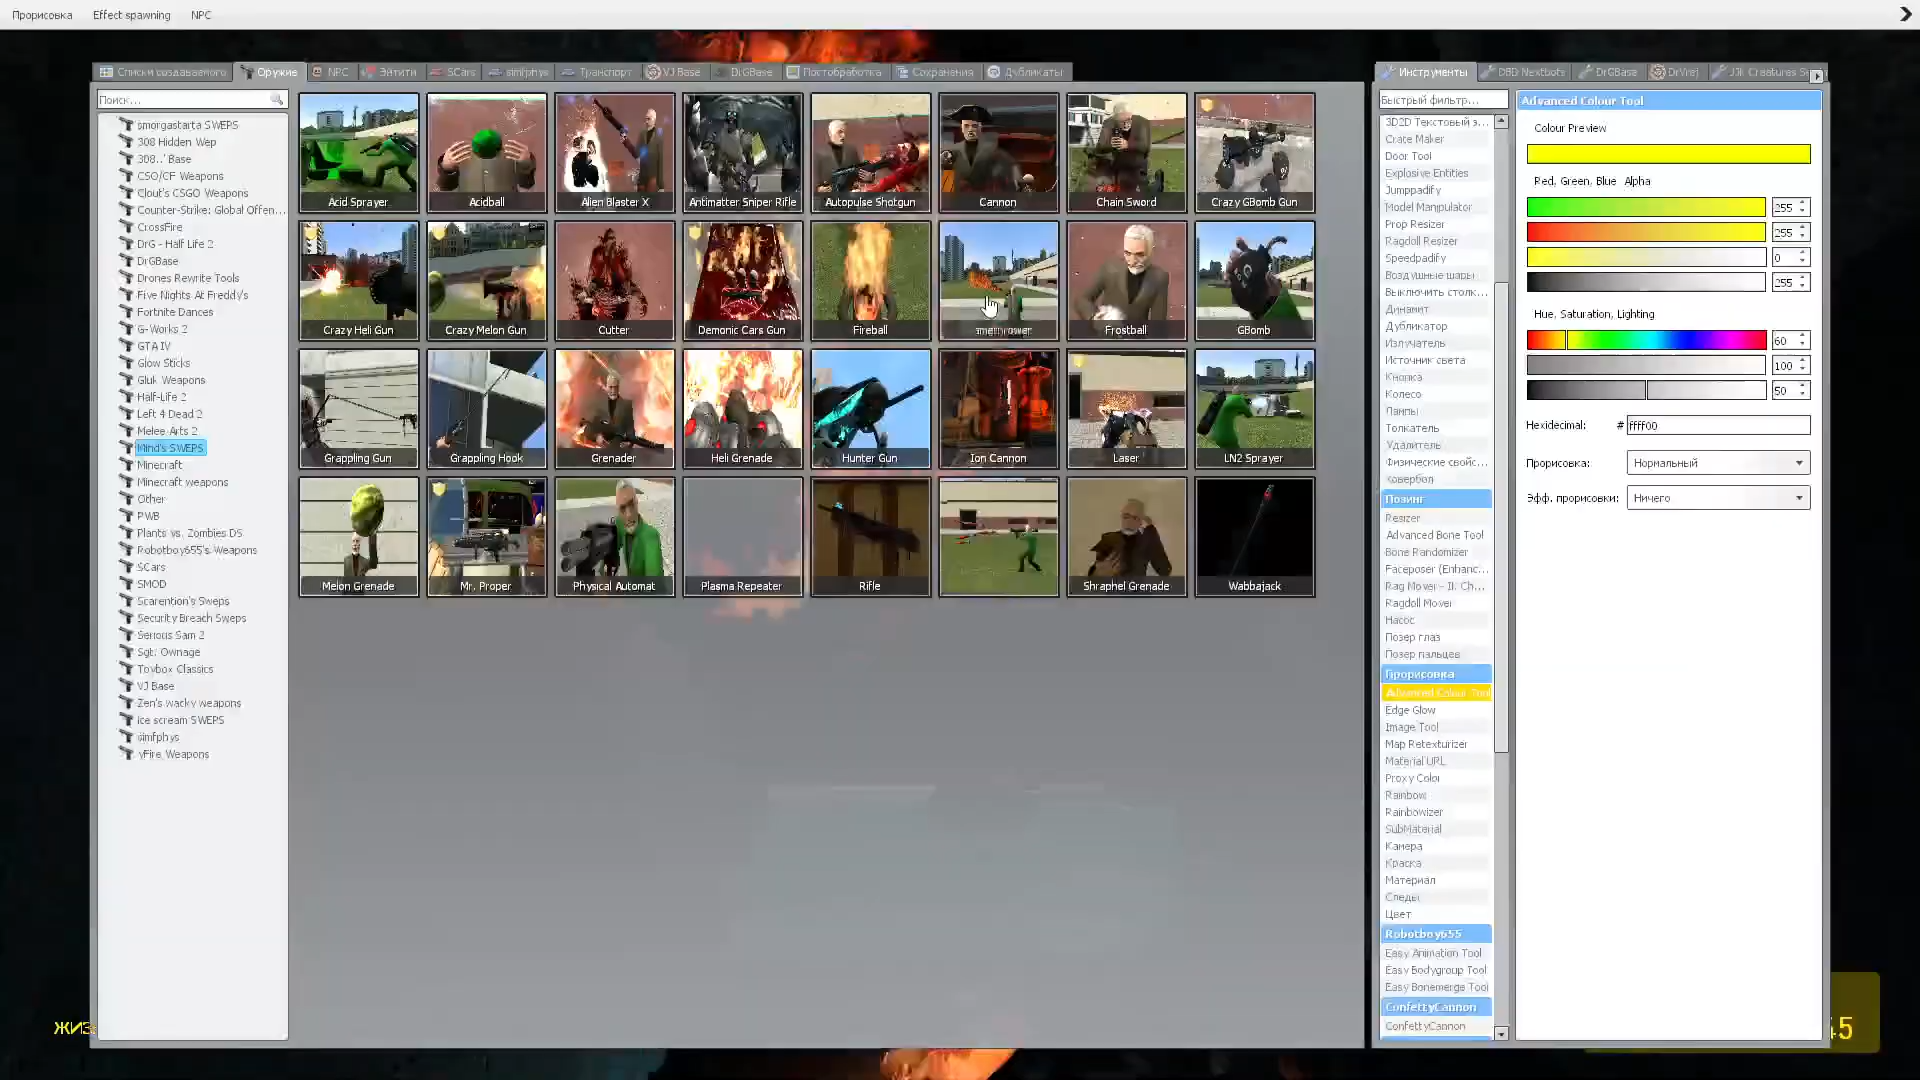 Прорисовка Effect spawning NPC
Списки создаваемого Оружие NPC Энтити SCars simfphys Транспорт VJ Base DrGBase Постобработка Сохранения Дубликаты
Поиск...
smorgastarta SWEPS
308 Hidden Wep
308..' Base
CSO/CF Weapons
Clout's CSGO Weapons
Counter-Strike: Global Offen...
CrossFire
DrG - Half Life 2
DrGBase
Drones Rewrite Tools
Five Nights At Freddy's
Fortnite Dances
G-Works 2
GTA IV
Glow Sticks
Gluk Weapons
Half-Life 2
Left 4 Dead 2
Melee Arts 2
Mind's SWEPS
Minecraft
Minecraft weapons
Other
PWB
Plants vs. Zombies DS
Robotboy655's Weapons
SCars
SMOD
Scarention's Sweps
Security Breach Sweps
Serious Sam 2
Sgt. Ownage
Toybox Classics
VJ Base
Zen's wacky weapons
ice scream SWEPS
simfphys
vFire Weapons
Acid Sprayer Acidball Alien Blaster X Antimatter Sniper Rifle Autopulse Shotgun Cannon Chain Sword Crazy GBomb Gun
Crazy Heli Gun Crazy Melon Gun Cutter Demonic Cars Gun Fireball Frostball GBomb
Grappling Gun Grappling Hook Grenader Heli Grenade Hunter Gun Ion Cannon Laser LN2 Sprayer
Melon Grenade Mr. Proper Physical Automat Plasma Repeater Rifle Shraphel Grenade Wabbajack
Инструменты DSD Nextbots DrGBase DrVrej
Быстрый фильтр...
3D2D Текстовый э...
Crate Maker
Door Tool
Explosive Entities
Jumppadify
Model Manipulator
Prop Resizer
Ragdoll Resizer
Speedpadify
Воздушные шары
Выключить столк...
Динамит
Дубликатор
Излучатель
Источник света
Кнопка
Колесо
Лампы
Толкатель
Удалитель
Физические свойс...
Ховербол
Позинг
Resizer
Advanced Bone Tool
Bone Randomizer
Faceposer (Enhanc...
Rag Mover - II. Ch...
Ragdoll Mover
Насос
Позер глаз
Позер пальцев
Прорисовка
Advanced Colour Tool
Edge Glow
Image Tool
Map Retexturizer
Material URL
Proxy Color
Rainbow
Rainbowizer
SubMaterial
Камера
Краска
Материал
Следы
Цвет
Robotboy655
Easy Animation Tool
Easy Bodygroup Tool
Easy Bonemerge Tool
ConfettyCannon
ConfettyCannon
Advanced Colour Tool
Colour Preview
Red, Green, Blue Alpha
255
255
0
255
Hue, Saturation, Lighting
60
100
50
Hexidecimal: # ffff00
Прорисовка: Нормальный
Эфф. прорисовки: Ничего